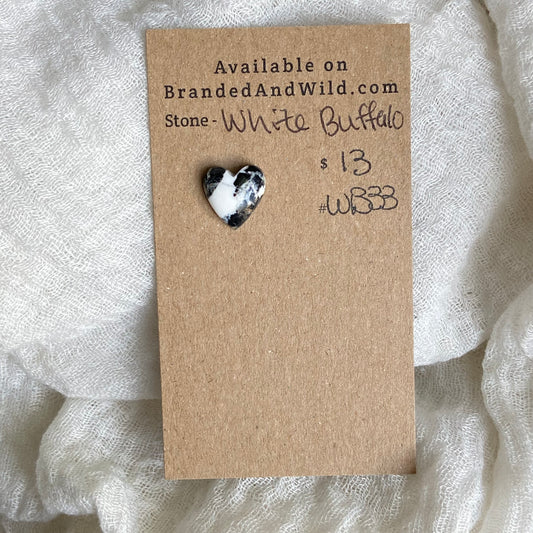 Available on
BrandedAndWild.com
Stone - White Buffalo
$ 13
#WB33